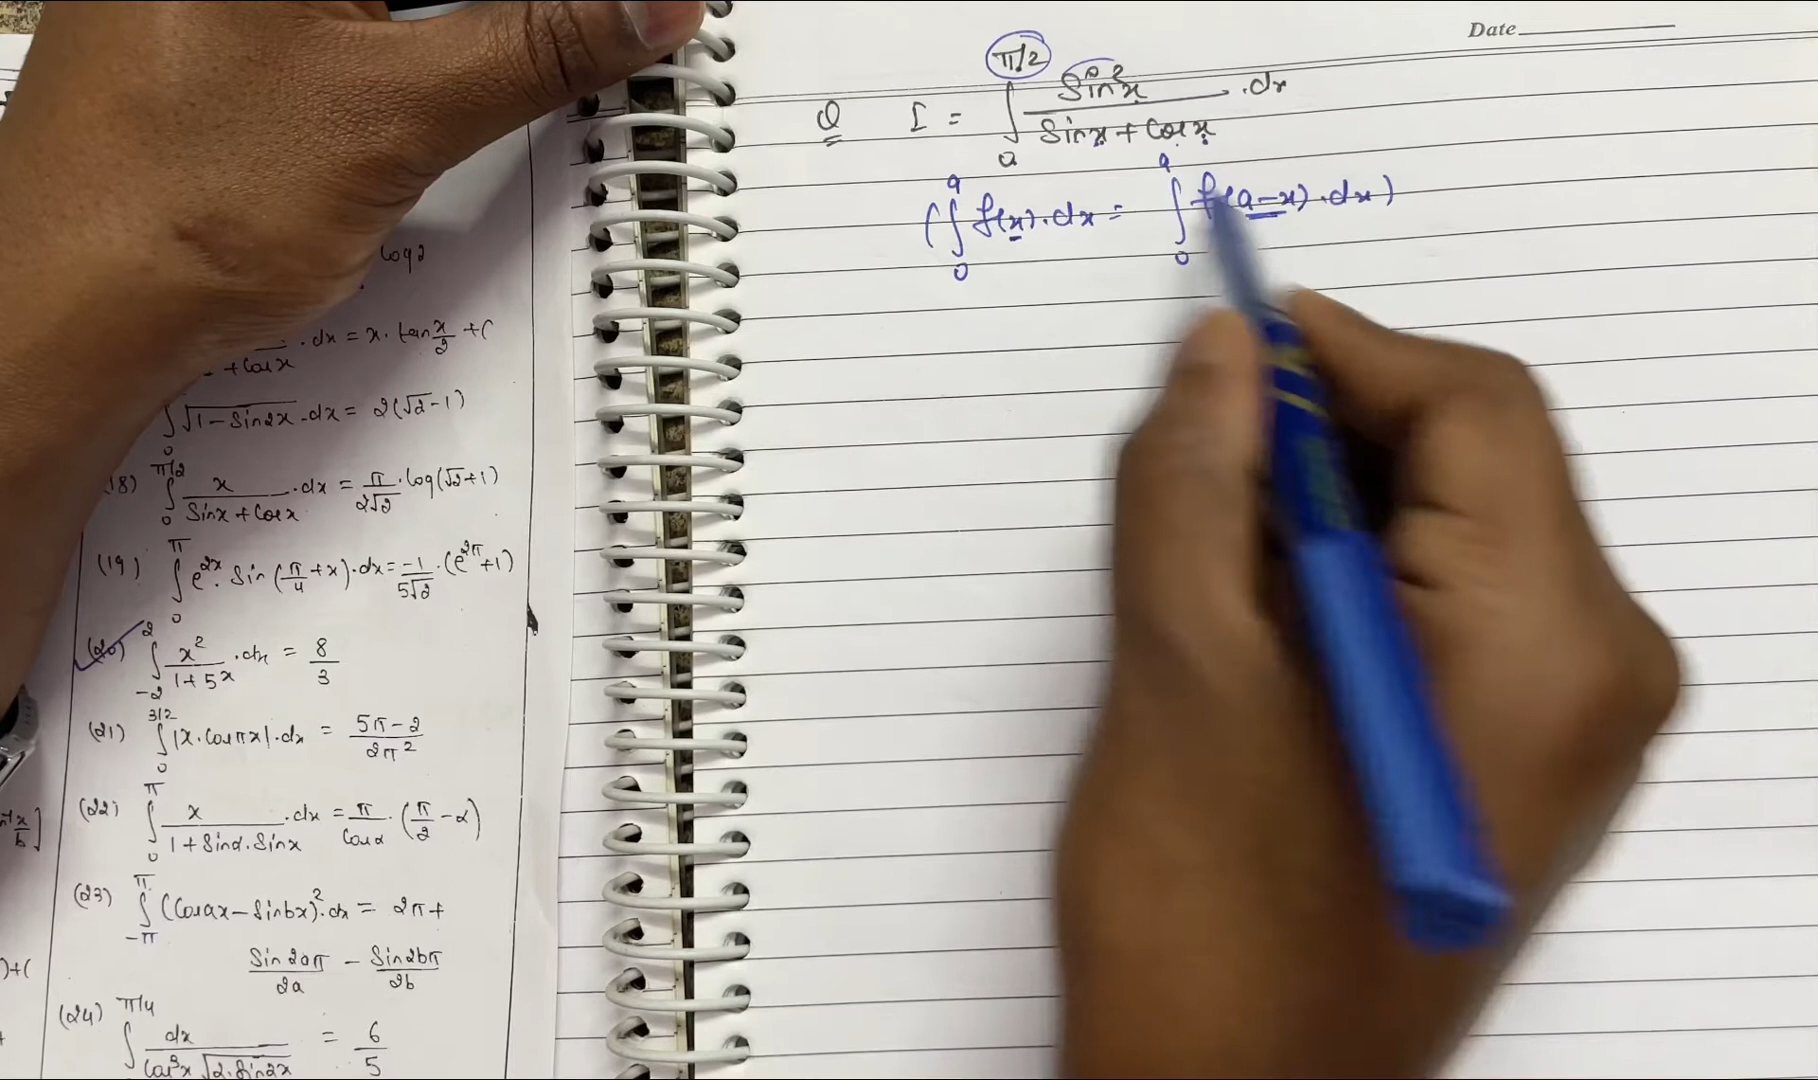 Date
Q I = ∫₀^(π/2) Sin²x / (Sinx + Cosx) .dx
(∫₀^a f(x).dx = ∫₀^a f(a-x).dx)
log2
+ Cosx .dx = x.tan x/2 + C
∫₀ √(1 - Sin2x).dx = 2(√2-1)
18) ∫₀^(π/2) x / (Sinx + Cosx) .dx = π/(2√2) .log(√2+1)
(19) ∫₀^π e^(2x).Sin(π/4 + x).dx = -1/(5√2) .(e^(2π)+1)
(20) ∫₋₂^2 x² / (1+5^x) .dx = 8/3
(21) ∫₀^(3/2) |x.Cosπx|.dx = (5π-2)/(2π²)
(22) ∫₀^π x / (1+Sinα.Sinx) .dx = π/Cosα .(π/2 - α)
(23) ∫₋π^π (Cosax - Sinbx)².dx = 2π+
Sin2aπ/2a - Sin2bπ/2b
(24) ∫^(π/4) dx / (Cos³x √(2.Sin2x)) = 6/5